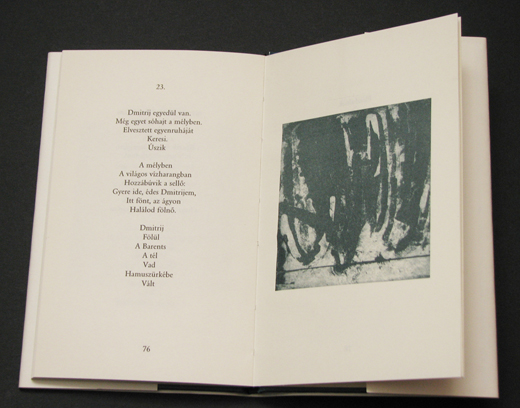 23.
Dmitrij egyedül van.
Még egyet sóhajt a mélyben.
Elvesztett egyenruháját
Keresi.
Úszik
A mélyben
A világos vízharangban
Hozzábúvik a sellő:
Gyere ide, édes Dmitrijem,
Itt fönt, az ágyon
Halálod fölnő.
Dmitrij
Fölül
A Barents
A tél
Vad
Hamuszürkébe
Vált
76